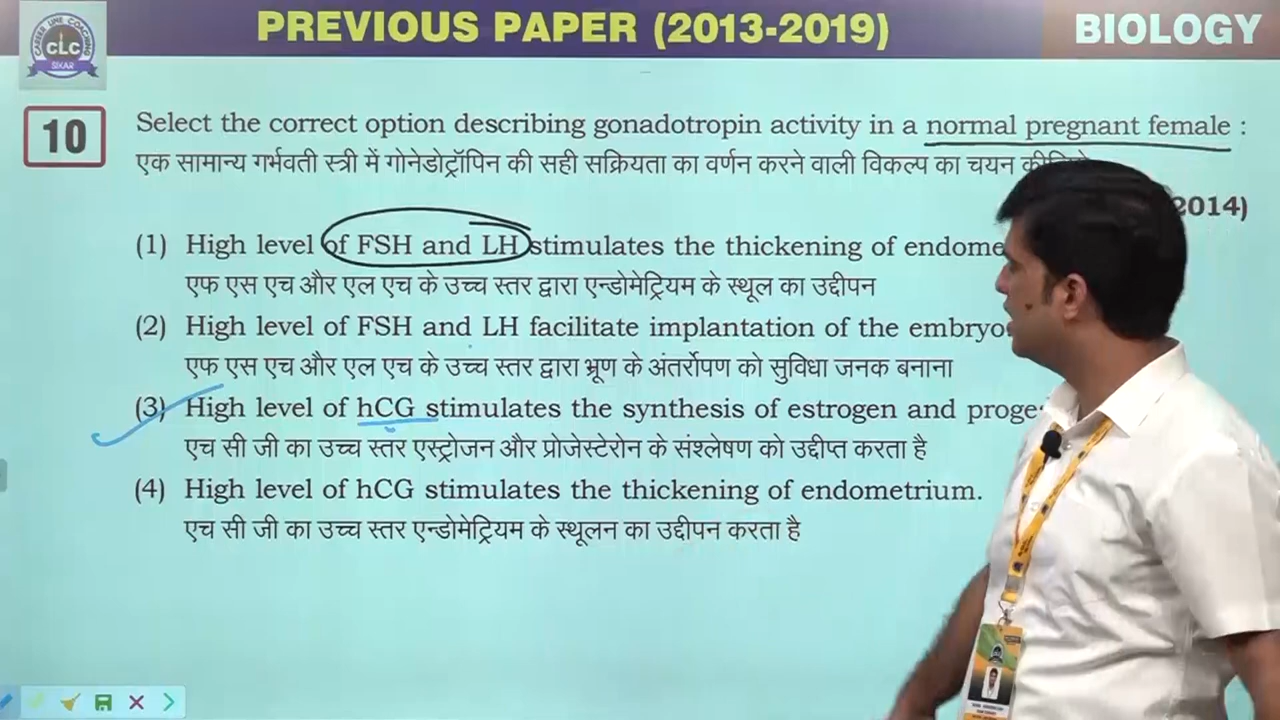 PREVIOUS PAPER (2013-2019)
BIOLOGY
CAREER LINE COACHING
CLC
SIKAR
10
Select the correct option describing gonadotropin activity in a normal pregnant female :
एक सामान्य गर्भवती स्त्री में गोनेडोट्रॉपिन की सही सक्रियता का वर्णन करने वाली विकल्प का चयन
2014)
(1) High level of FSH and LH stimulates the thickening of
एफ एस एच और एल एच के उच्च स्तर द्वारा एन्डोमेट्रियम के स्थूल का उद्दीपन
(2) High level of FSH and LH facilitate implantation of the embryo
एफ एस एच और एल एच के उच्च स्तर द्वारा भ्रूण के अंतर्रोपण को सुविधा जनक बनाना
(3) High level of hCG stimulates the synthesis of estrogen and
एच सी जी का उच्च स्तर एस्ट्रोजन और प्रोजेस्टेरोन के संश्लेषण को उद्दीप्त करता है
(4) High level of hCG stimulates the thickening of endometrium.
एच सी जी का उच्च स्तर एन्डोमेट्रियम के स्थूलन का उद्दीपन करता है